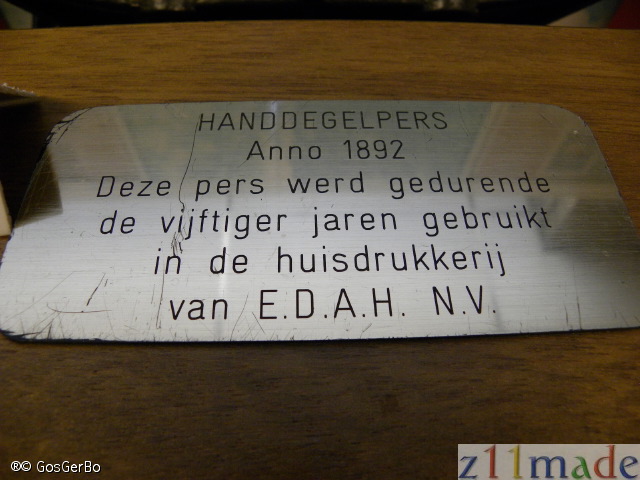 HANDDEGELPERS
Anno 1892
Deze pers werd gedurende
de vijftiger jaren gebruikt
in de huisdrukkerij
van E.D.A.H. N.V.
®© GosGerBo
z11made